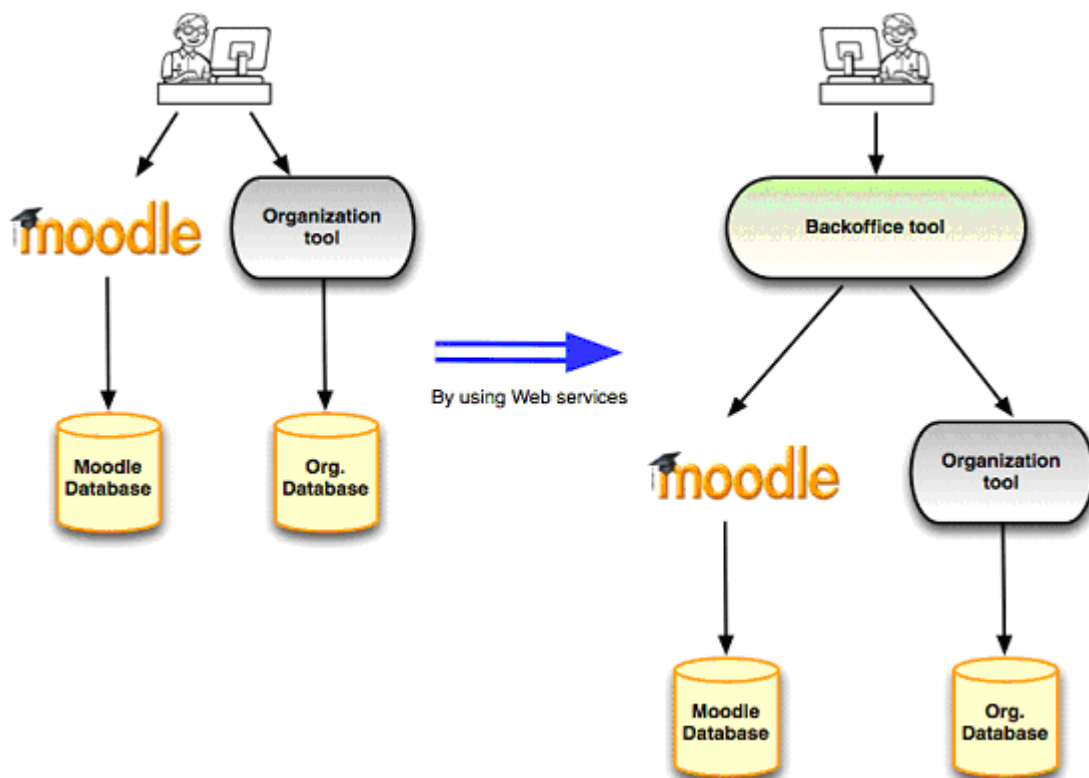 moodle
Organization
tool
Moodle
Database
Org.
Database
By using Web services
Backoffice tool
moodle
Organization
tool
Moodle
Database
Org.
Database